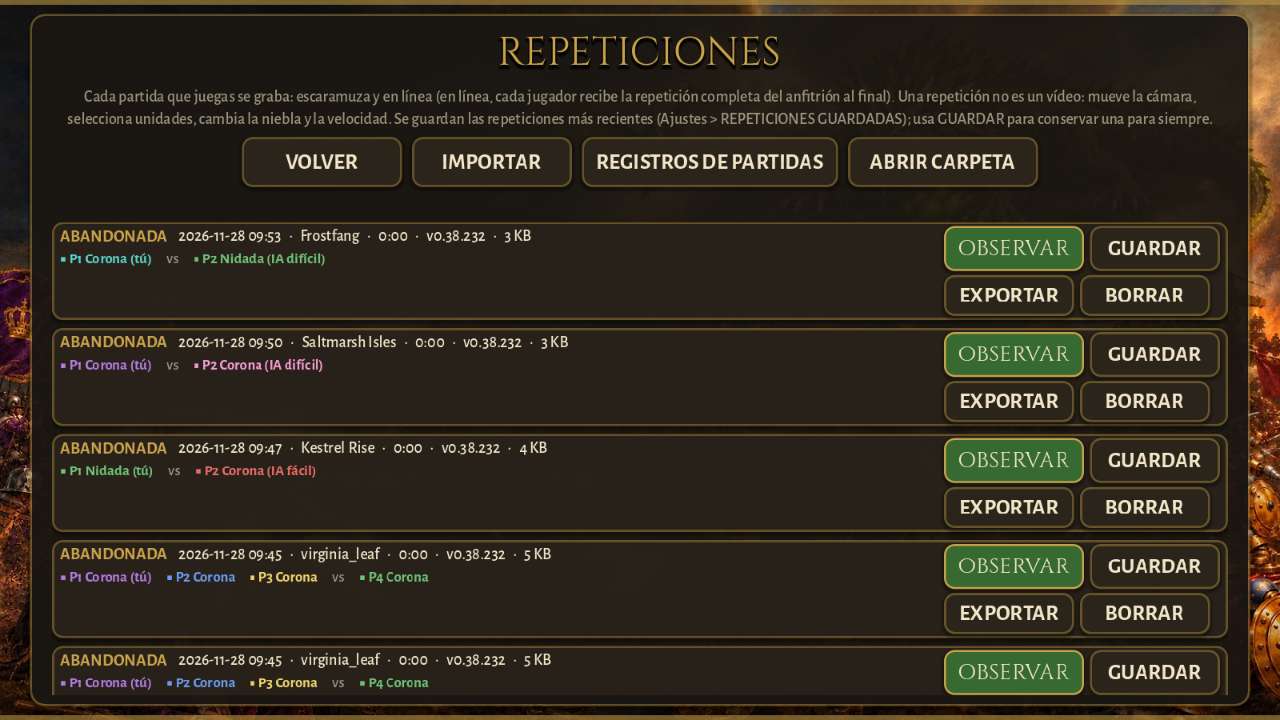 REPETICIONES
Cada partida que juegas se graba: escaramuza y en línea (en línea, cada jugador recibe la repetición completa del anfitrión al final). Una repetición no es un vídeo: mueve la cámara,
selecciona unidades, cambia la niebla y la velocidad. Se guardan las repeticiones más recientes (Ajustes > REPETICIONES GUARDADAS); usa GUARDAR para conservar una para siempre.
VOLVER IMPORTAR REGISTROS DE PARTIDAS ABRIR CARPETA
ABANDONADA 2026-11-28 09:53 · Frostfang · 0:00 · v0.38.232 · 3 KB OBSERVAR GUARDAR
P1 Corona (tú) vs P2 Nidada (IA difícil)
EXPORTAR BORRAR
ABANDONADA 2026-11-28 09:50 · Saltmarsh Isles · 0:00 · v0.38.232 · 3 KB OBSERVAR GUARDAR
P1 Corona (tú) vs P2 Corona (IA difícil)
EXPORTAR BORRAR
ABANDONADA 2026-11-28 09:47 · Kestrel Rise · 0:00 · v0.38.232 · 4 KB OBSERVAR GUARDAR
P1 Nidada (tú) vs P2 Corona (IA fácil)
EXPORTAR BORRAR
ABANDONADA 2026-11-28 09:45 · virginia_leaf · 0:00 · v0.38.232 · 5 KB OBSERVAR GUARDAR
P1 Corona (tú) P2 Corona P3 Corona vs P4 Corona
EXPORTAR BORRAR
ABANDONADA 2026-11-28 09:45 · virginia_leaf · 0:00 · v0.38.232 · 5 KB OBSERVAR GUARDAR
P1 Corona (tú) P2 Corona P3 Corona vs P4 Corona